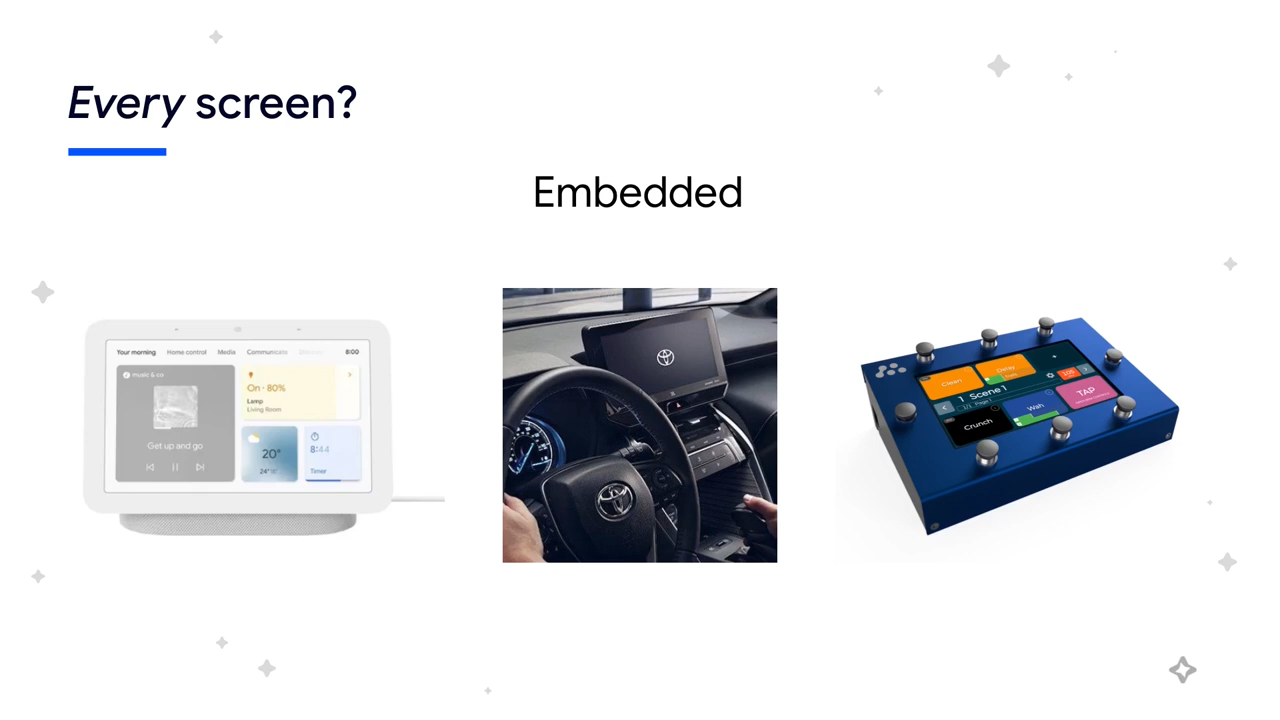 Every screen?
Embedded
Your morning Home control Media Communicate
8:00
music & co
Get up and go
On · 80%
Lamp
Living Room
20°
8:44
Timer
Clean
Delay
1 Scene 1
Crunch
Wah
TAP